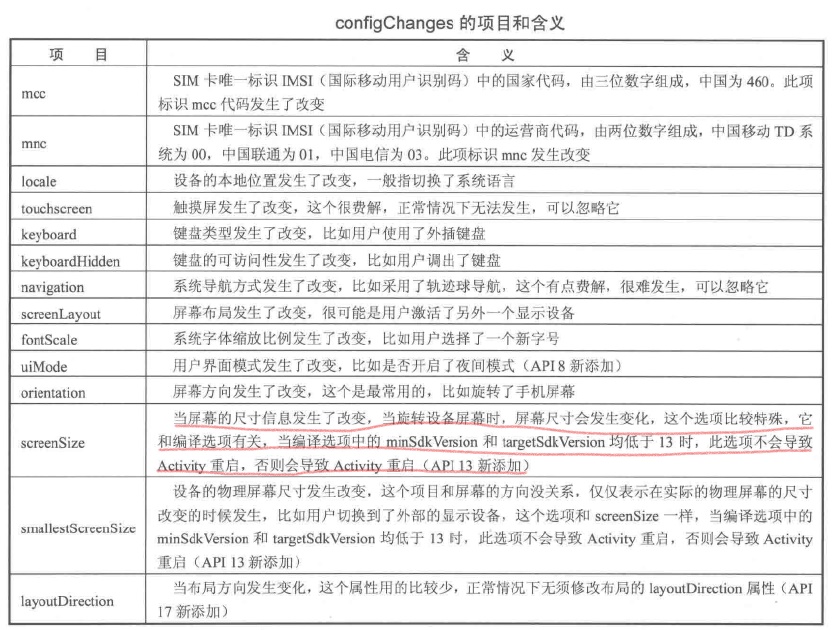 configChanges 的项目和含义
项 目 含 义
mcc
SIM 卡唯一标识 IMSI（国际移动用户识别码）中的国家代码，由三位数字组成，中国为 460。此项
标识 mcc 代码发生了改变
mnc
SIM 卡唯一标识 IMSI（国际移动用户识别码）中的运营商代码，由两位数字组成，中国移动 TD 系
统为 00，中国联通为 01，中国电信为 03。此项标识 mnc 发生改变
locale 设备的本地位置发生了改变，一般指切换了系统语言
touchscreen 触摸屏发生了改变，这个很费解，正常情况下无法发生，可以忽略它
keyboard 键盘类型发生了改变，比如用户使用了外插键盘
keyboardHidden 键盘的可访问性发生了改变，比如用户调出了键盘
navigation 系统导航方式发生了改变，比如采用了轨迹球导航，这个有点费解，很难发生，可以忽略它
screenLayout 屏幕布局发生了改变，很可能是用户激活了另外一个显示设备
fontScale 系统字体缩放比例发生了改变，比如用户选择了一个新字号
uiMode 用户界面模式发生了改变，比如是否开启了夜间模式（API 8 新添加）
orientation 屏幕方向发生了改变，这个是最常用的，比如旋转了手机屏幕
screenSize
当屏幕的尺寸信息发生了改变，当旋转设备屏幕时，屏幕尺寸会发生变化，这个选项比较特殊，它
和编译选项有关，当编译选项中的 minSdkVersion 和 targetSdkVersion 均低于 13 时，此选项不会导致
Activity 重启，否则会导致 Activity 重启（API 13 新添加）
smallestScreenSize
设备的物理屏幕尺寸发生改变，这个项目和屏幕的方向没关系，仅仅表示在实际的物理屏幕的尺寸
改变的时候发生，比如用户切换到了外部的显示设备，这个选项和 screenSize 一样，当编译选项中的
minSdkVersion 和 targetSdkVersion 均低于 13 时，此选项不会导致 Activity 重启，否则会导致 Activity
重启（API 13 新添加）
layoutDirection
当布局方向发生变化，这个属性用的比较少，正常情况下无须修改布局的 layoutDirection 属性（API
17 新添加）